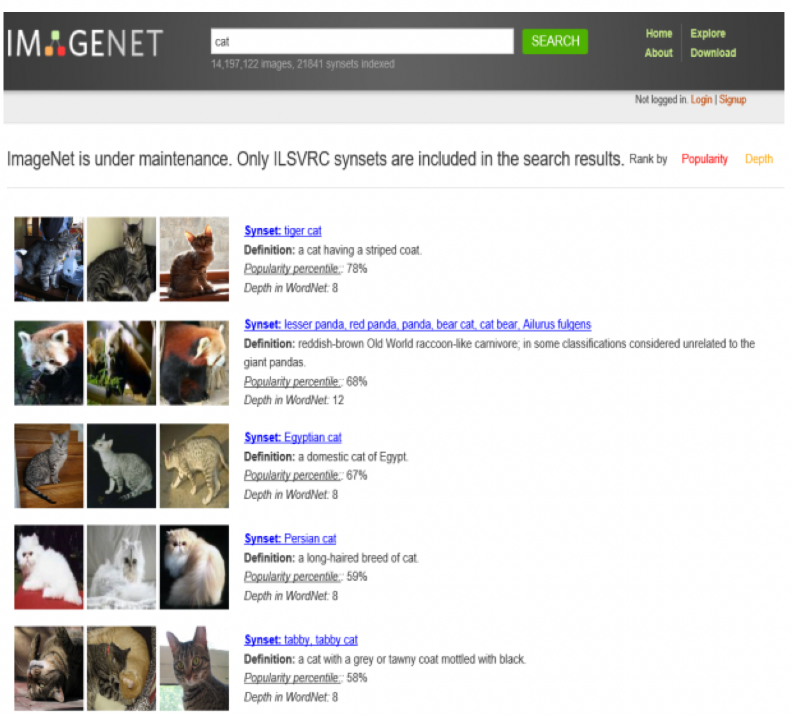 IMAGENET
cat
SEARCH
14,197,122 images, 21841 synsets indexed
Home
Explore
About
Download
Not logged in. Login | Signup
ImageNet is under maintenance. Only ILSVRC synsets are included in the search results. Rank by Popularity Depth
Synset: tiger cat
Definition: a cat having a striped coat.
Popularity percentile:: 78%
Depth in WordNet: 8
Synset: lesser panda, red panda, panda, bear cat, cat bear, Ailurus fulgens
Definition: reddish-brown Old World raccoon-like carnivore; in some classifications considered unrelated to the
giant pandas.
Popularity percentile:: 68%
Depth in WordNet: 12
Synset: Egyptian cat
Definition: a domestic cat of Egypt.
Popularity percentile:: 67%
Depth in WordNet: 8
Synset: Persian cat
Definition: a long-haired breed of cat.
Popularity percentile:: 59%
Depth in WordNet: 8
Synset: tabby, tabby cat
Definition: a cat with a grey or tawny coat mottled with black.
Popularity percentile:: 58%
Depth in WordNet: 8